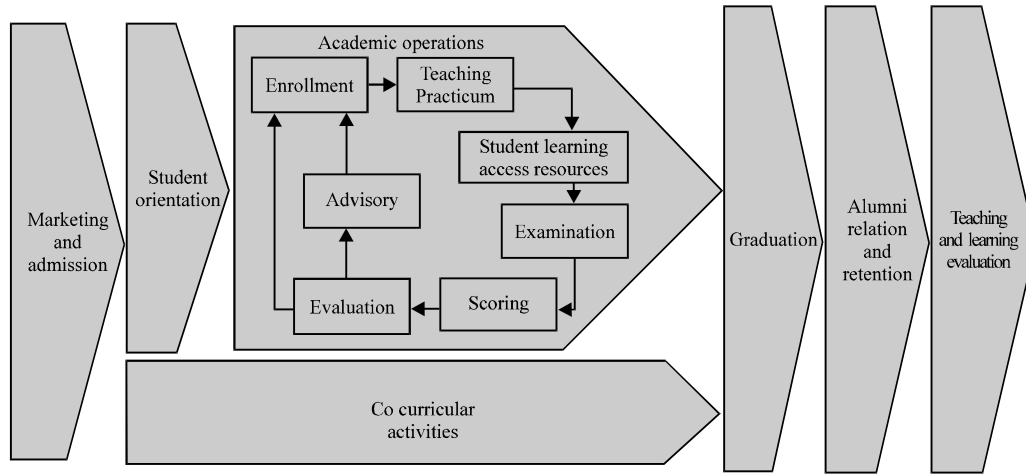 Marketing
and
admission
Student
orientation
Academic operations
Enrollment
Teaching
Practicum
Student learning
access resources
Advisory
Examination
Evaluation
Scoring
Co curricular
activities
Graduation
Alumni
relation
and
retention
Teaching
and learning
evaluation